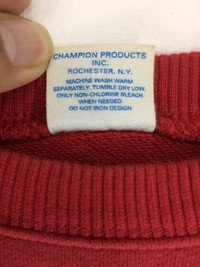 CHAMPION PRODUCTS
INC.
ROCHESTER, N.Y.
MACHINE WASH WARM
SEPARATELY. TUMBLE DRY LOW.
ONLY NON-CHLORINE BLEACH
WHEN NEEDED.
DO NOT IRON DESIGN